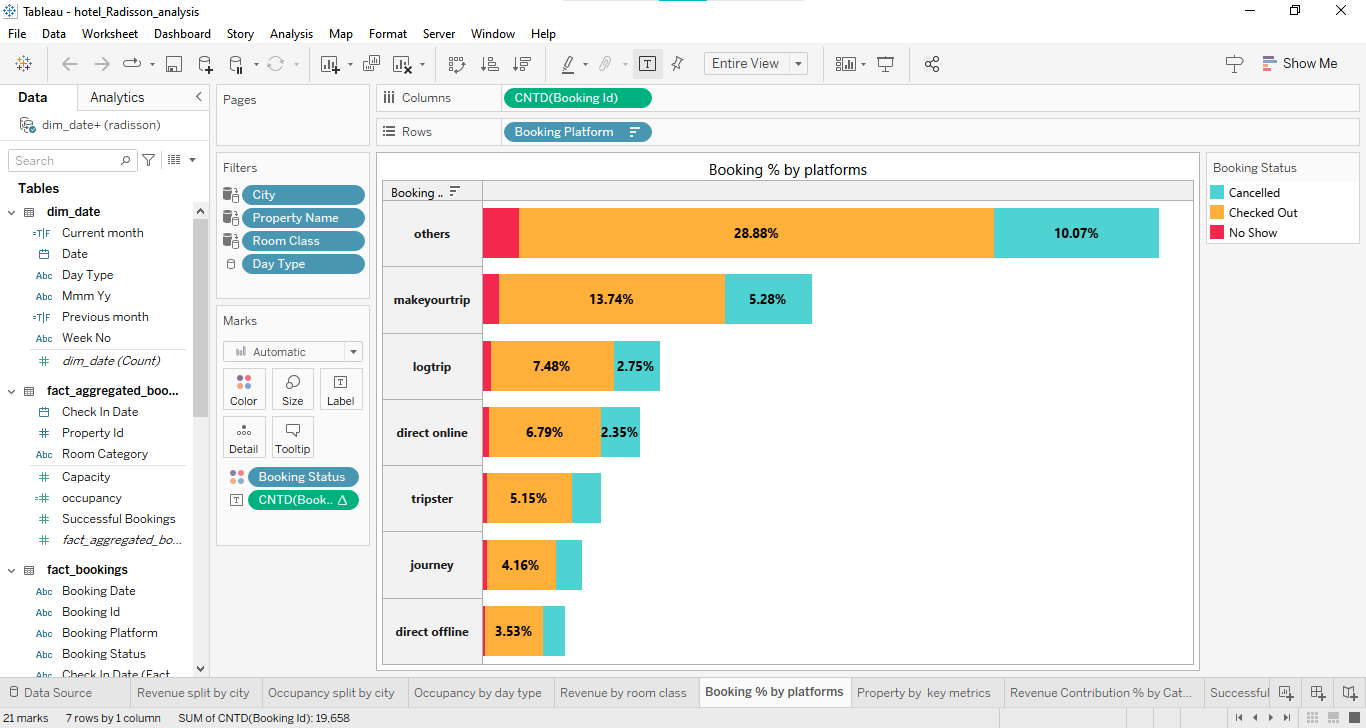 Tableau - hotel_Radisson_analysis
File Data Worksheet Dashboard Story Analysis Map Format Server Window Help
Entire View
Show Me
Data Analytics
dim_date+ (radisson)
Search
Tables
dim_date
=T|F Current month
Date
Abc Day Type
Abc Mmm Yy
=T|F Previous month
Abc Week No
# dim_date (Count)
fact_aggregated_boo...
Check In Date
# Property Id
Abc Room Category
# Capacity
=# occupancy
# Successful Bookings
# fact_aggregated_bo...
fact_bookings
Abc Booking Date
Abc Booking Id
Abc Booking Platform
Abc Booking Status
Abc Check In Date (Fact
Pages
Filters
City
Property Name
Room Class
Day Type
Marks
Automatic
Color Size Label
Detail Tooltip
Booking Status
CNTD(Book.. Δ
Columns CNTD(Booking Id)
Rows Booking Platform
Booking % by platforms
Booking ..
others 28.88% 10.07%
makeyourtrip 13.74% 5.28%
logtrip 7.48% 2.75%
direct online 6.79% 2.35%
tripster 5.15%
journey 4.16%
direct offline 3.53%
Booking Status
Cancelled
Checked Out
No Show
Data Source Revenue split by city Occupancy split by city Occupancy by day type Revenue by room class Booking % by platforms Property by key metrics Revenue Contribution % by Cat... Successful
21 marks 7 rows by 1 column SUM of CNTD(Booking Id): 19,658